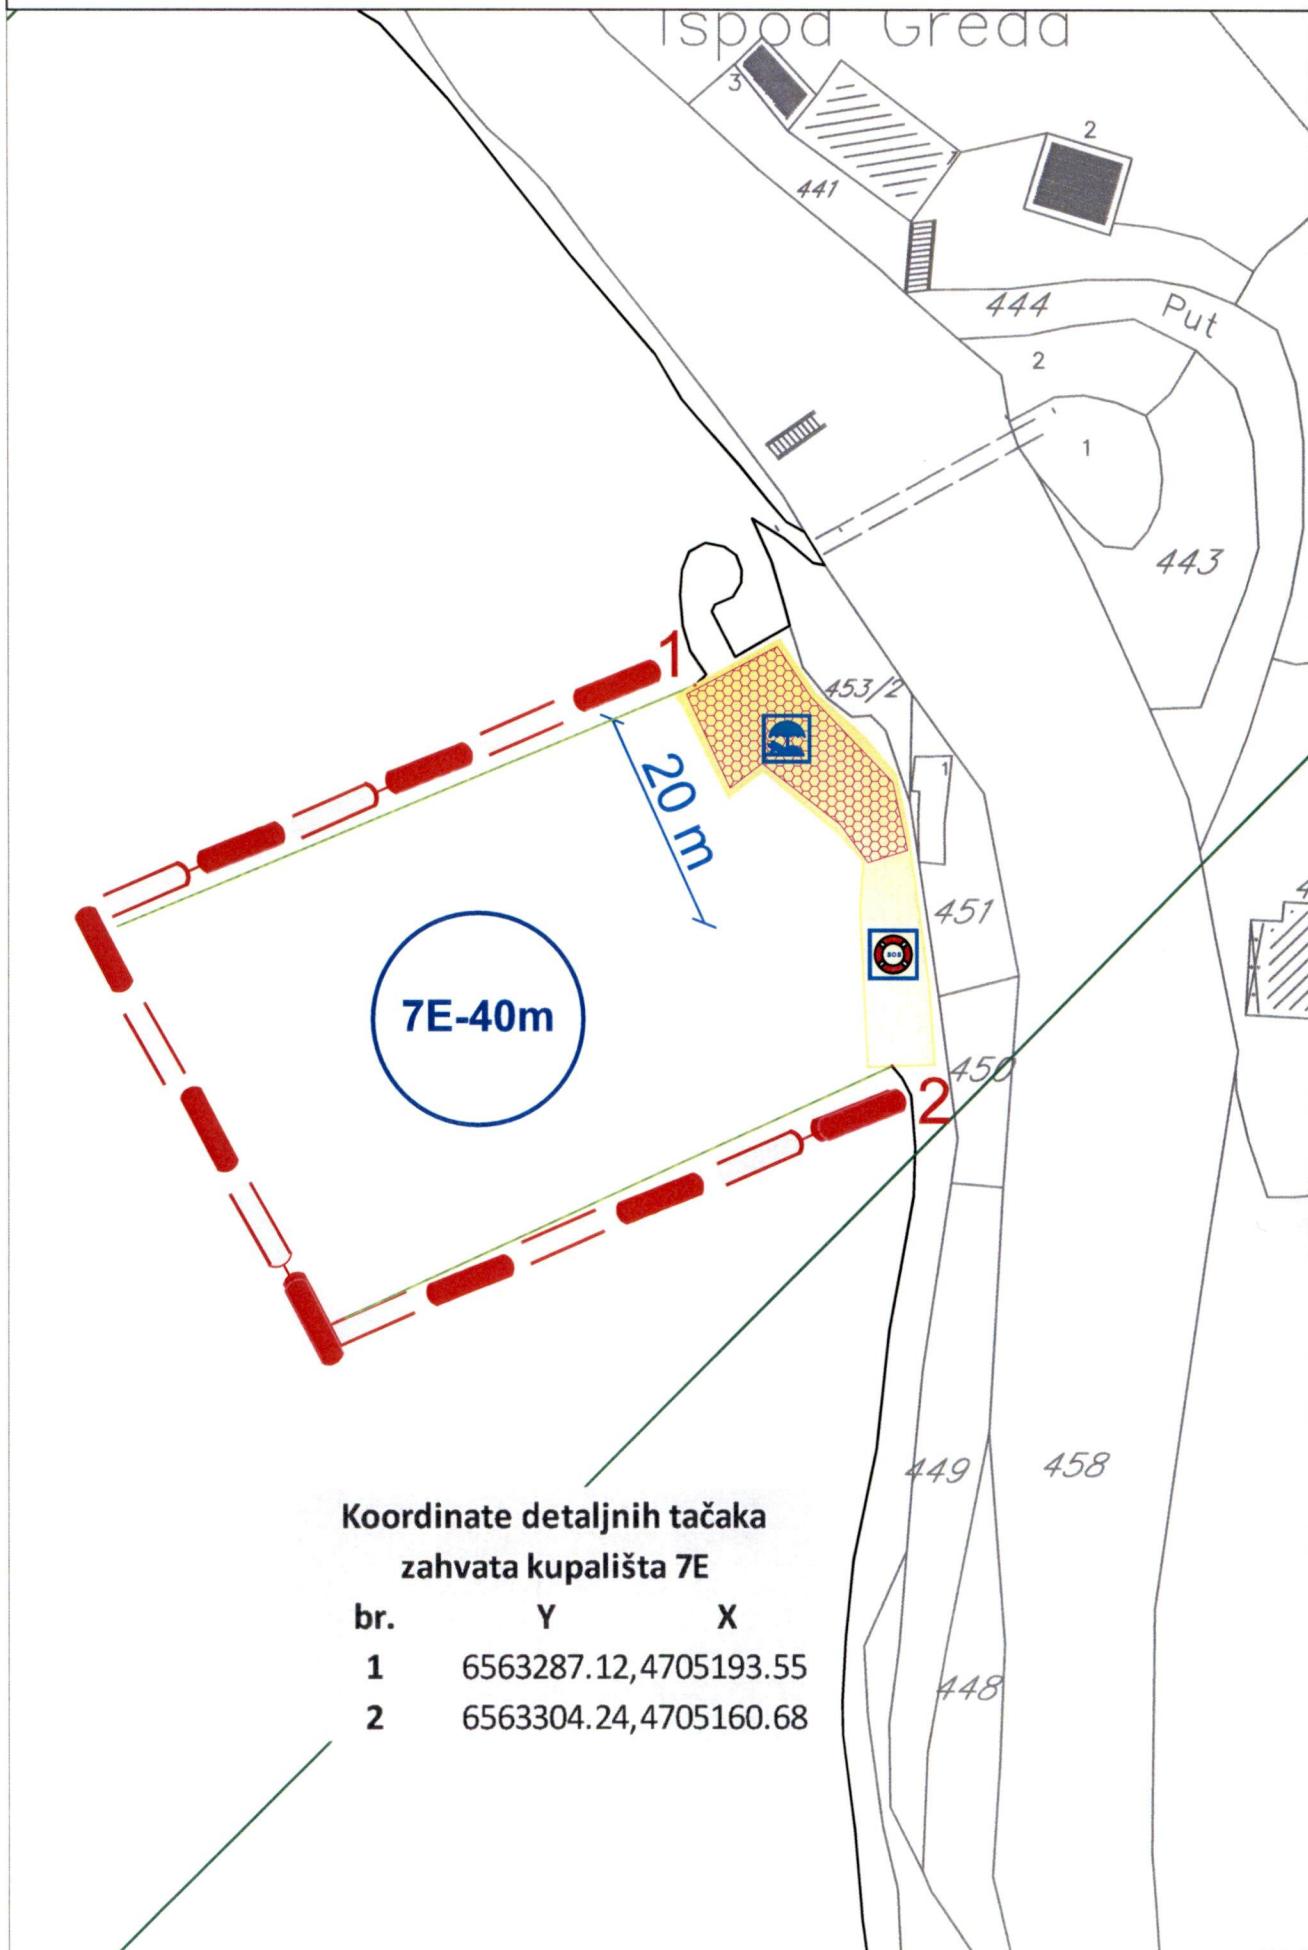 Ispod Greda
3
2
1
441
444
Put
2
1
443
1
453/2
20 m
1
451
SOS
7E-40m
450
2
449
458
Koordinate detaljnih tačaka
zahvata kupališta 7E
br. Y X
1 6563287.12,4705193.55
2 6563304.24,4705160.68
448